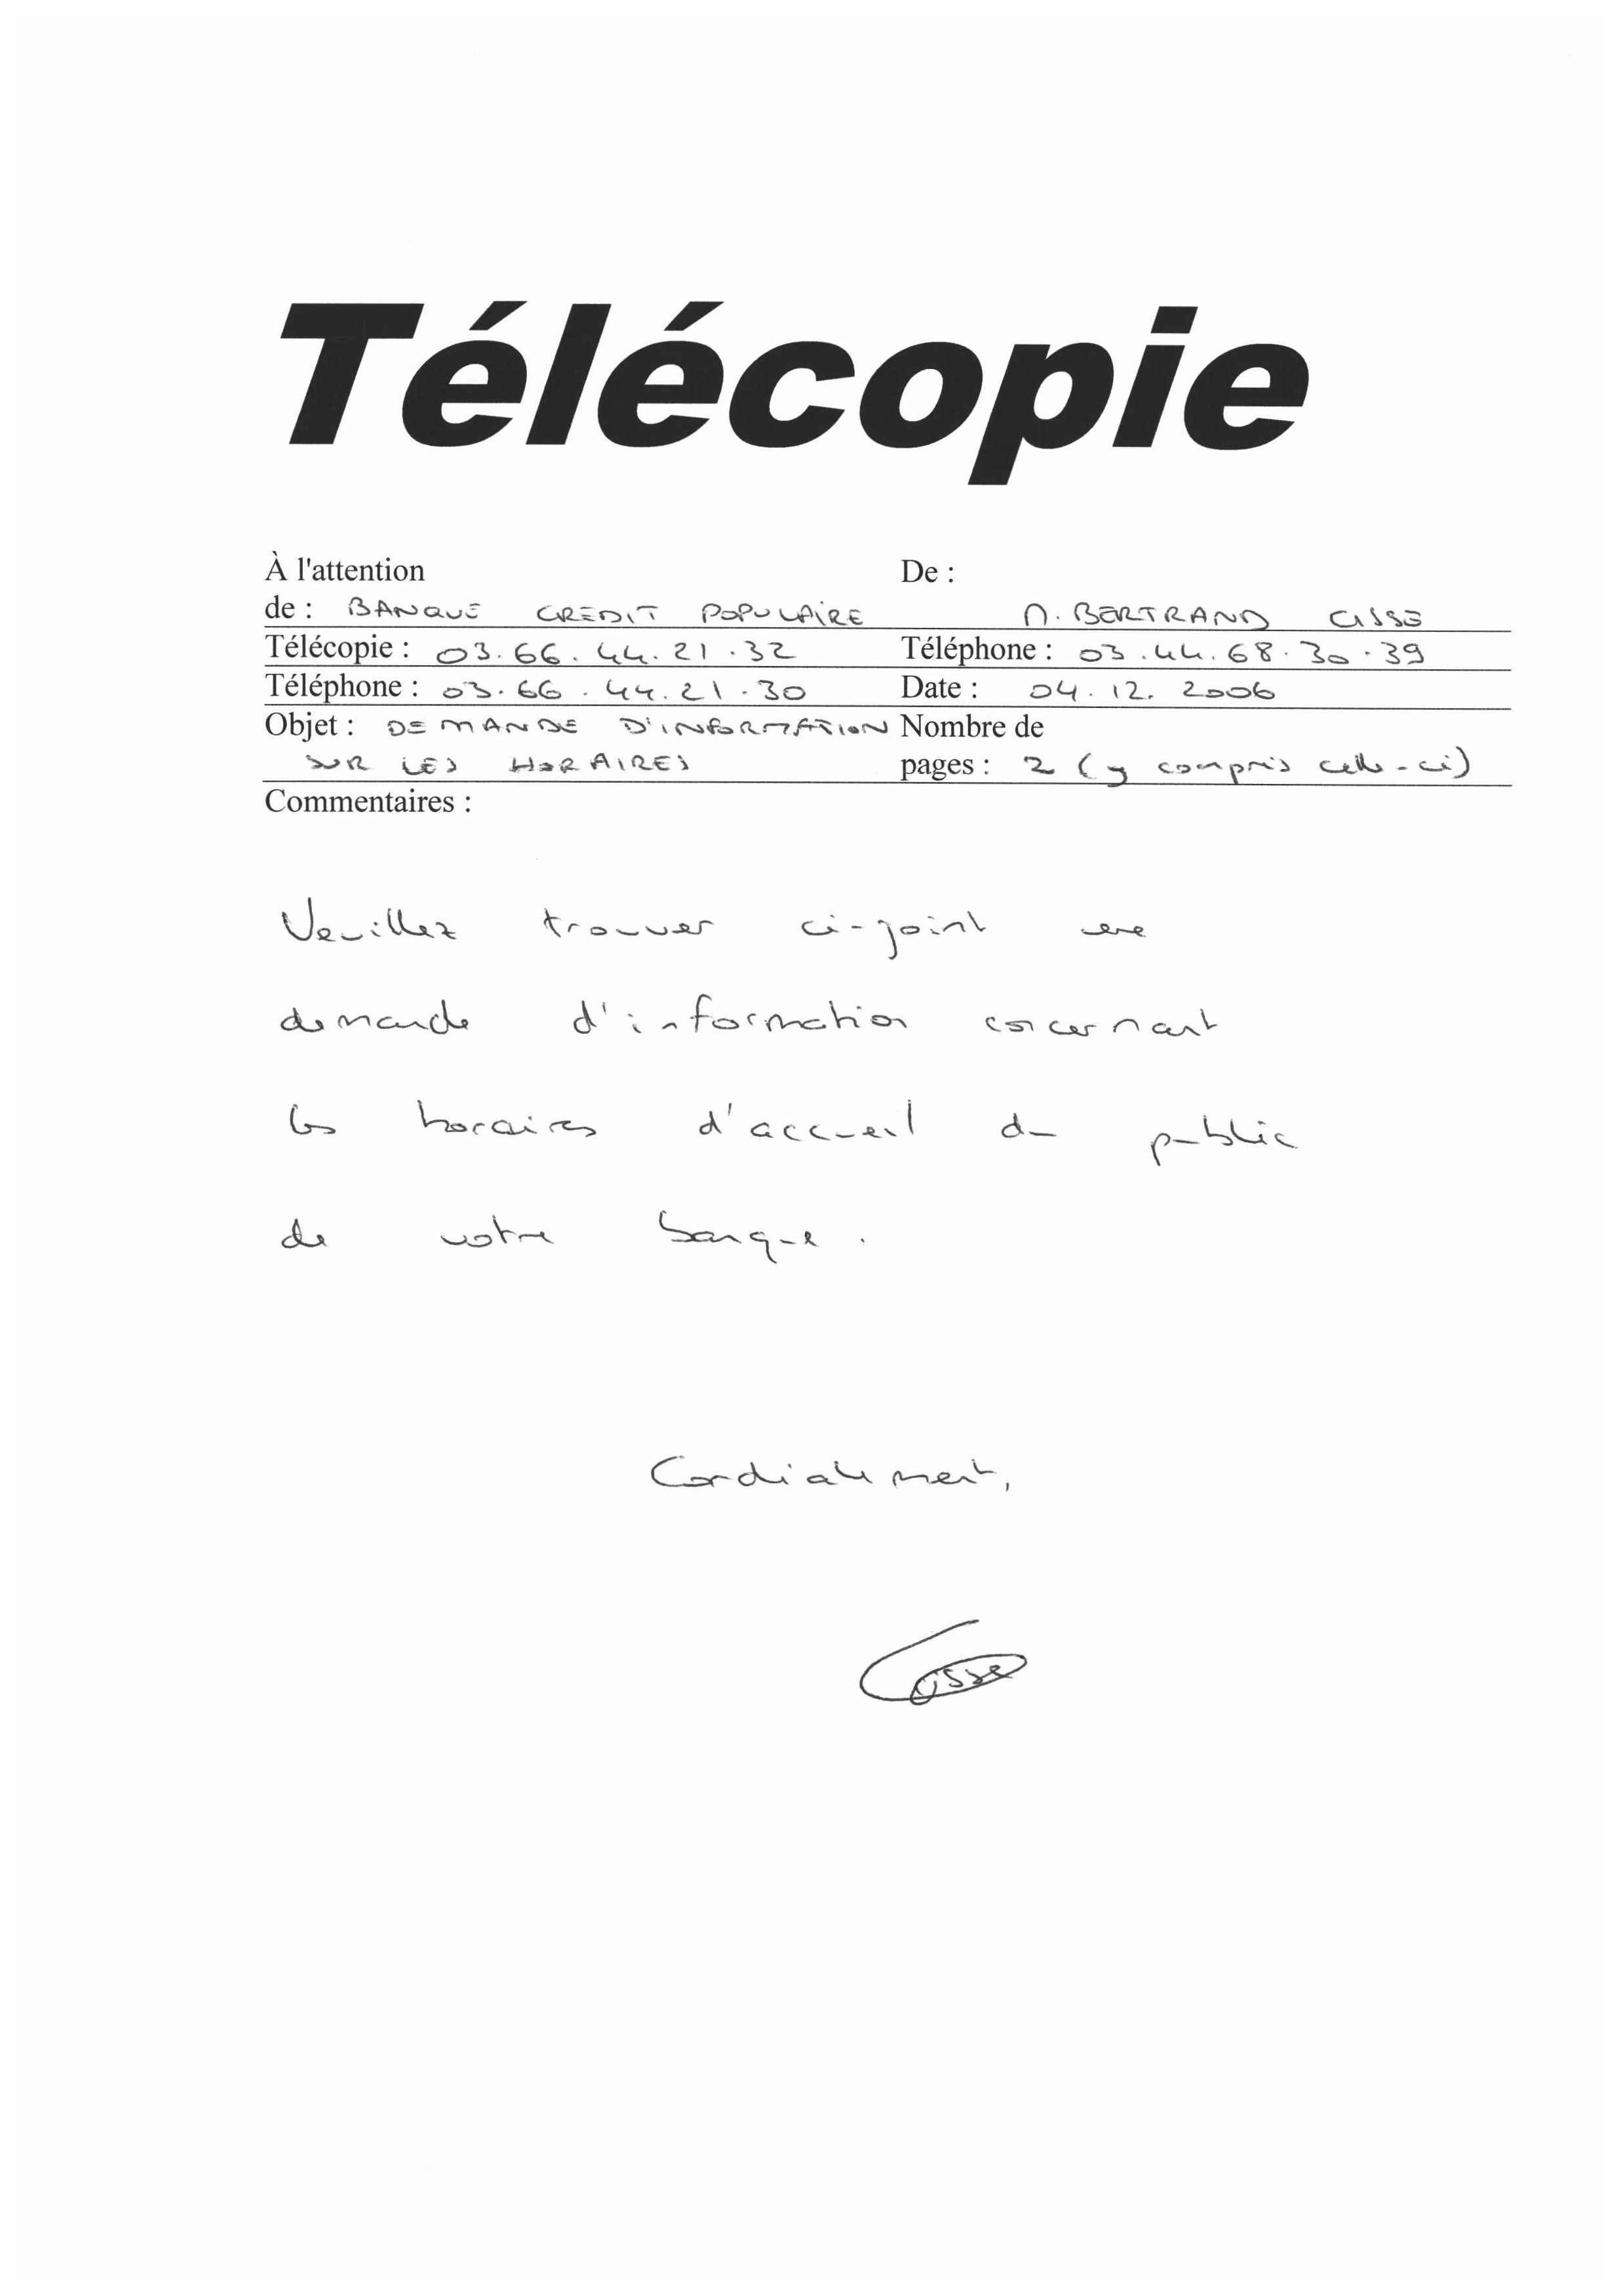 Télécopie
À l'attention De :
de : BANQUE CREDIT POPULAIRE M. BERTRAND CISSE
Télécopie : 03.66.44.21.32 Téléphone : 03.44.68.30.39
Téléphone : 03.66.44.21.30 Date : 04.12.2006
Objet : DEMANDE D'INFORMATION Nombre de
SUR LES HORAIRES pages : 2 (y compris celle-ci)
Commentaires :
Veuillez trouver ci-joint une
demande d'information concernant
les horaires d'accueil du public
de votre banque.
Cordialement,
Cisse